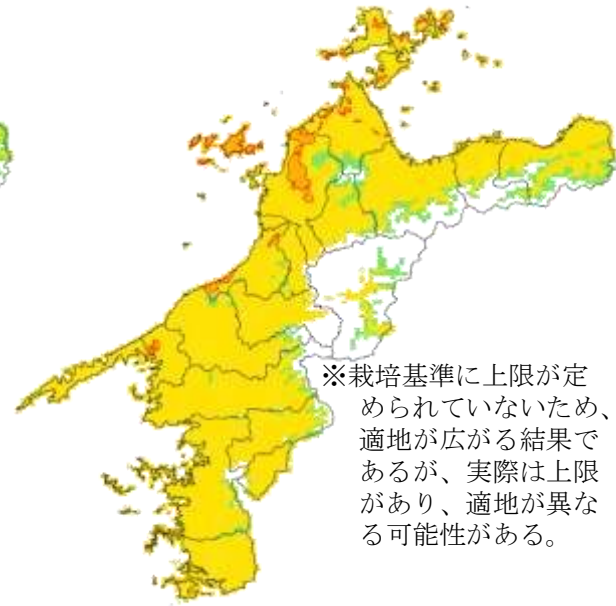 ※栽培基準に上限が定
められていないため、
適地が広がる結果で
あるが、実際は上限
があり、適地が異な
る可能性がある。